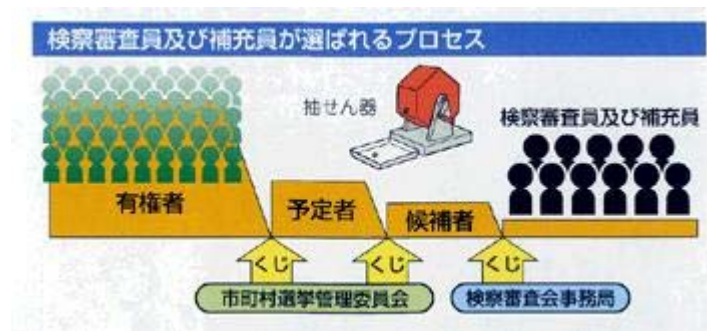 検察審査員及び補充員が選ばれるプロセス
抽せん器
検察審査員及び補充員
有権者
予定者
候補者
くじ
くじ
くじ
市町村選挙管理委員会
検察審査会事務局